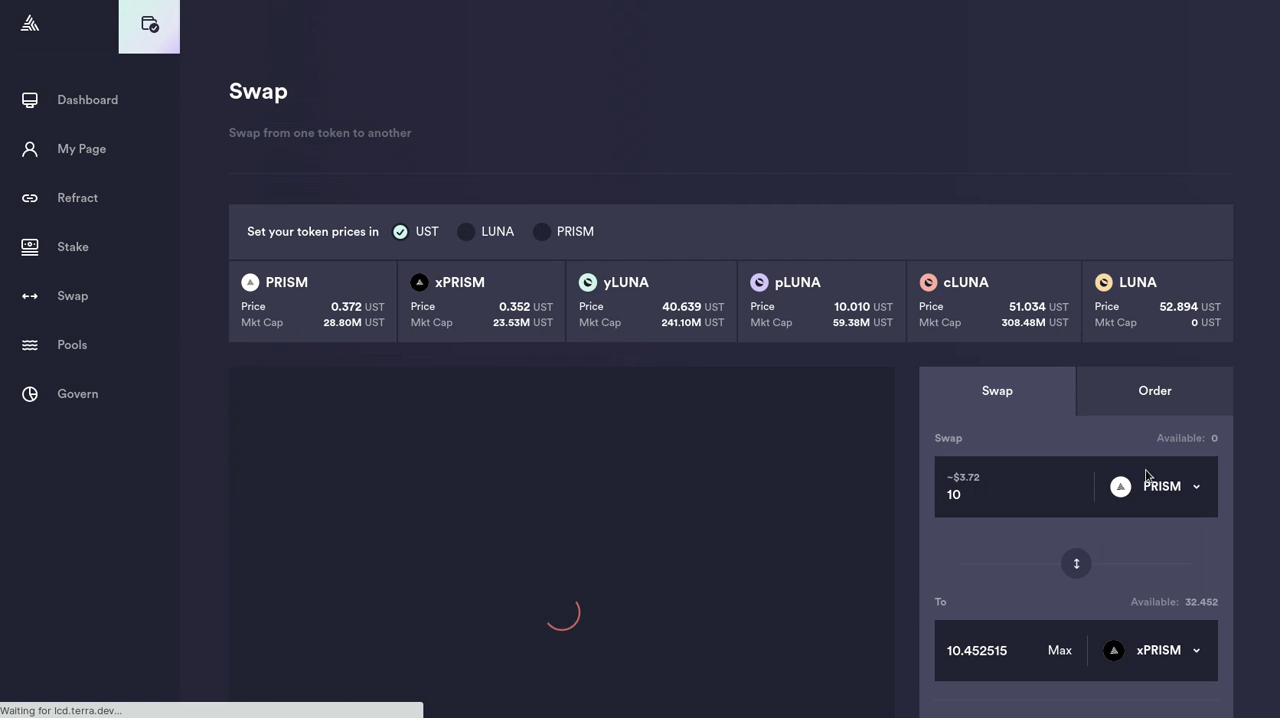 Dashboard
My Page
Refract
Stake
Swap
Pools
Govern
Swap
Swap from one token to another
Set your token prices in UST LUNA PRISM
PRISM
Price 0.372 UST
Mkt Cap 28.80M UST
xPRISM
Price 0.352 UST
Mkt Cap 23.53M UST
yLUNA
Price 40.639 UST
Mkt Cap 241.10M UST
pLUNA
Price 10.010 UST
Mkt Cap 59.38M UST
cLUNA
Price 51.034 UST
Mkt Cap 308.48M UST
LUNA
Price 52.894 UST
Mkt Cap 0 UST
Swap Order
Swap Available: 0
~$3.72
10 PRISM
To Available: 32.452
10.452515 Max xPRISM
Waiting for lcd.terra.dev...